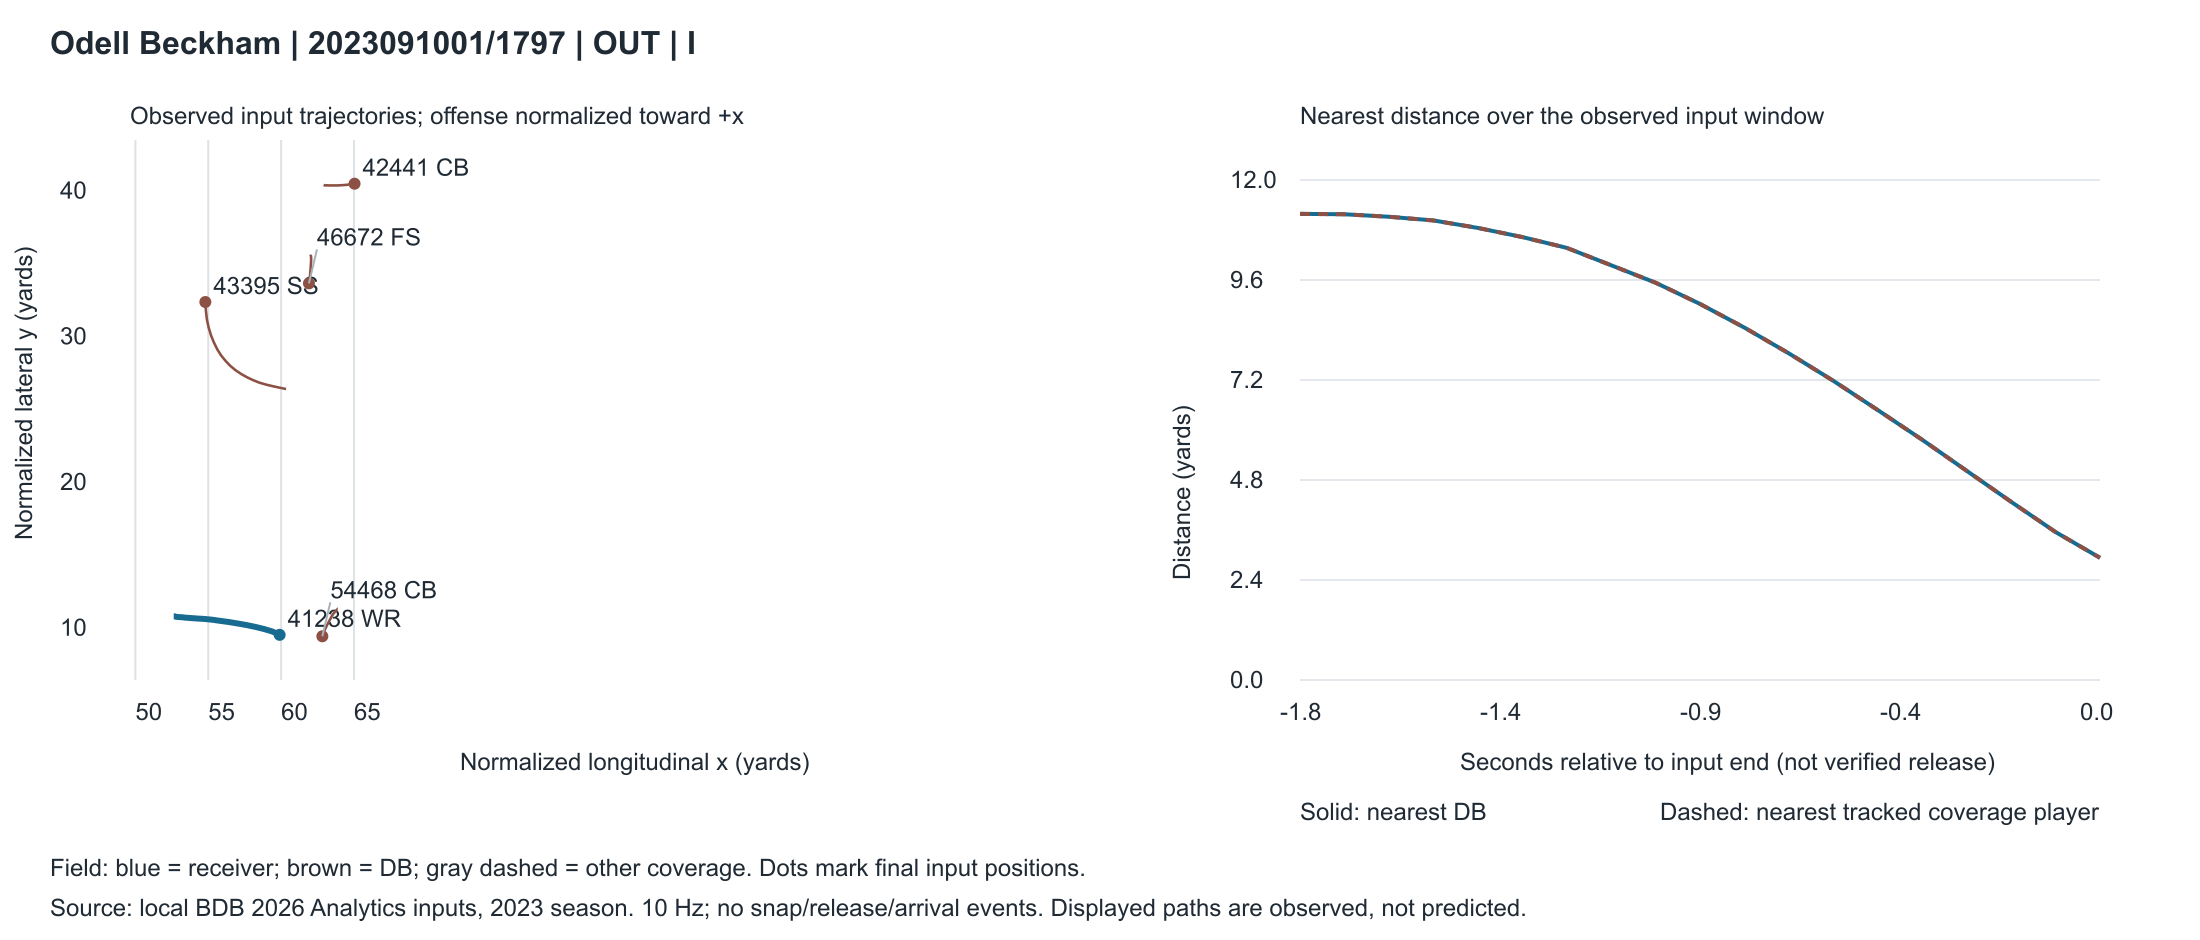 Odell Beckham | 2023091001/1797 | OUT | I
Observed input trajectories; offense normalized toward +x
Normalized lateral y (yards)
40
30
20
10
42441 CB
46672 FS
43395 SS
54468 CB
41238 WR
50 55 60 65
Normalized longitudinal x (yards)
Nearest distance over the observed input window
Distance (yards)
12.0
9.6
7.2
4.8
2.4
0.0
-1.8 -1.4 -0.9 -0.4 0.0
Seconds relative to input end (not verified release)
Solid: nearest DB
Dashed: nearest tracked coverage player
Field: blue = receiver; brown = DB; gray dashed = other coverage. Dots mark final input positions.
Source: local BDB 2026 Analytics inputs, 2023 season. 10 Hz; no snap/release/arrival events. Displayed paths are observed, not predicted.